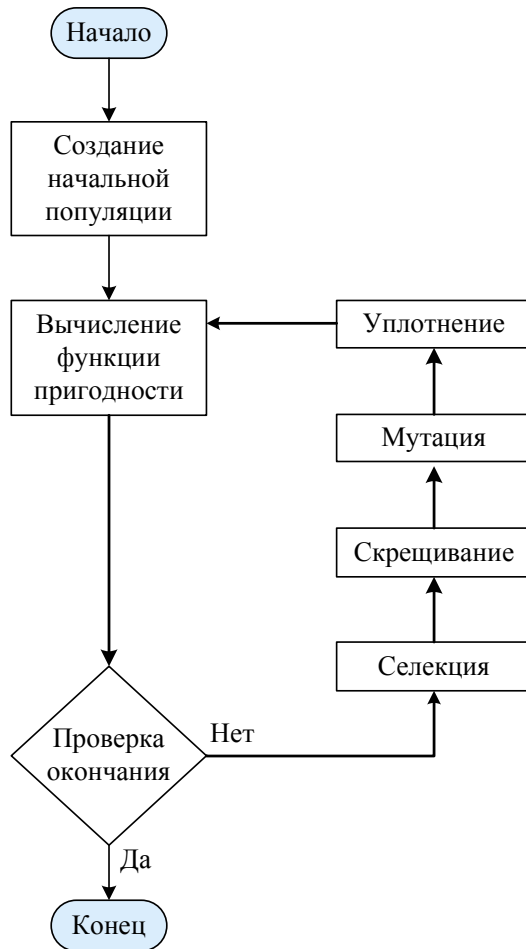 Начало
Создание
начальной
популяции
Вычисление
функции
пригодности
Уплотнение
Мутация
Скрещивание
Селекция
Проверка
окончания
Нет
Да
Конец